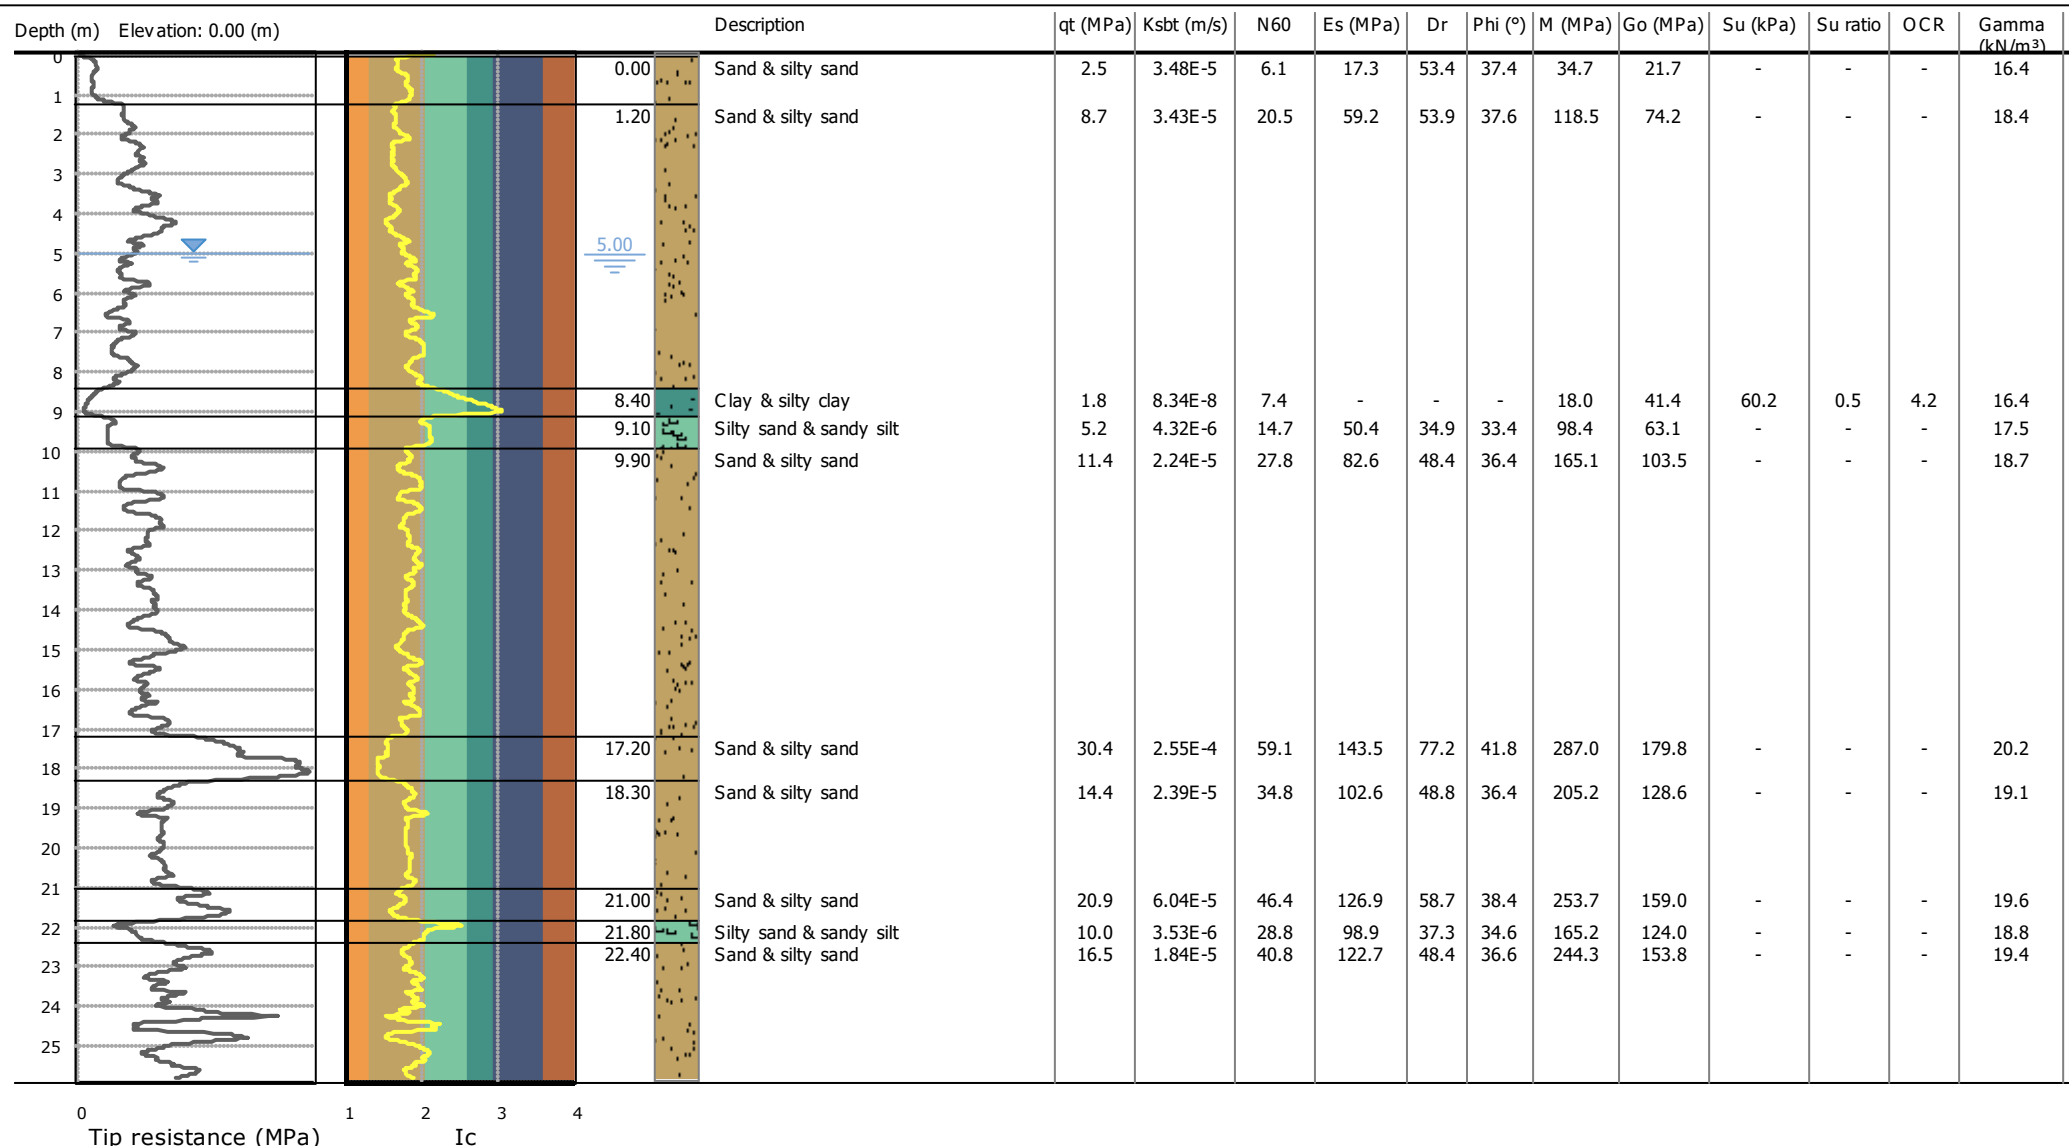 Depth (m) Elevation: 0.00 (m) Description qt (MPa) Ksbt (m/s) N60 Es (MPa) Dr Phi (°) M (MPa) Go (MPa) Su (kPa) Su ratio OCR Gamma
(kN/m³)
0
0.00 Sand & silty sand 2.5 3.48E-5 6.1 17.3 53.4 37.4 34.7 21.7 - - - 16.4
1
1.20 Sand & silty sand 8.7 3.43E-5 20.5 59.2 53.9 37.6 118.5 74.2 - - - 18.4
2
3
4
5 5.00
6
7
8
8.40 Clay & silty clay 1.8 8.34E-8 7.4 - - - 18.0 41.4 60.2 0.5 4.2 16.4
9
9.10 Silty sand & sandy silt 5.2 4.32E-6 14.7 50.4 34.9 33.4 98.4 63.1 - - - 17.5
10
9.90 Sand & silty sand 11.4 2.24E-5 27.8 82.6 48.4 36.4 165.1 103.5 - - - 18.7
11
12
13
14
15
16
17
17.20 Sand & silty sand 30.4 2.55E-4 59.1 143.5 77.2 41.8 287.0 179.8 - - - 20.2
18
18.30 Sand & silty sand 14.4 2.39E-5 34.8 102.6 48.8 36.4 205.2 128.6 - - - 19.1
19
20
21
21.00 Sand & silty sand 20.9 6.04E-5 46.4 126.9 58.7 38.4 253.7 159.0 - - - 19.6
22
21.80 Silty sand & sandy silt 10.0 3.53E-6 28.8 98.9 37.3 34.6 165.2 124.0 - - - 18.8
22.40 Sand & silty sand 16.5 1.84E-5 40.8 122.7 48.4 36.6 244.3 153.8 - - - 19.4
23
24
25
0 1 2 3 4
Tip resistance (MPa) Ic